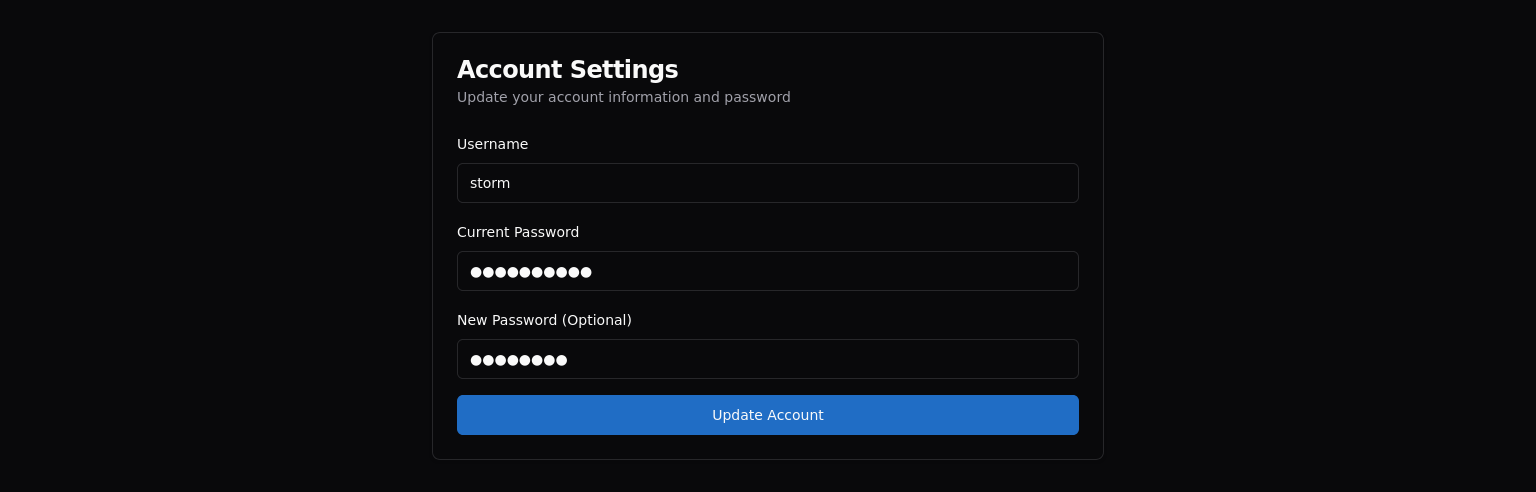 Account Settings
Update your account information and password
Username
storm
Current Password
●●●●●●●●●●
New Password (Optional)
●●●●●●●●
Update Account